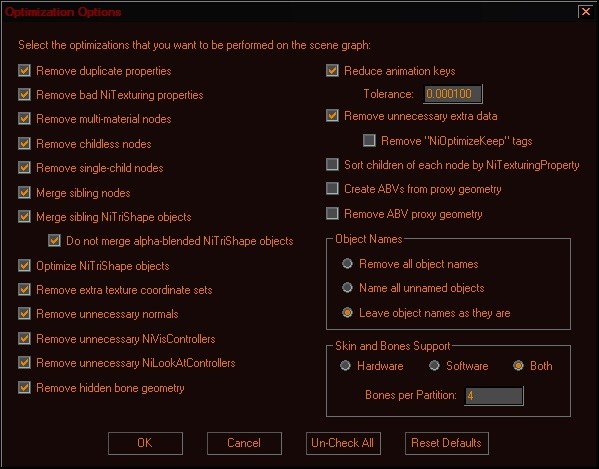 Optimization Options
Select the optimizations that you want to be performed on the scene graph:
Remove duplicate properties
Remove bad NiTexturing properties
Remove multi-material nodes
Remove childless nodes
Remove single-child nodes
Merge sibling nodes
Merge sibling NiTriShape objects
Do not merge alpha-blended NiTriShape objects
Optimize NiTriShape objects
Remove extra texture coordinate sets
Remove unnecessary normals
Remove unnecessary NiVisControllers
Remove unnecessary NiLookAtControllers
Remove hidden bone geometry
Reduce animation keys
Tolerance: 0.000100
Remove unnecessary extra data
Remove "NiOptimizeKeep" tags
Sort children of each node by NiTexturingProperty
Create ABVs from proxy geometry
Remove ABV proxy geometry
Object Names
Remove all object names
Name all unnamed objects
Leave object names as they are
Skin and Bones Support
Hardware Software Both
Bones per Partition: 4
OK Cancel Un-Check All Reset Defaults